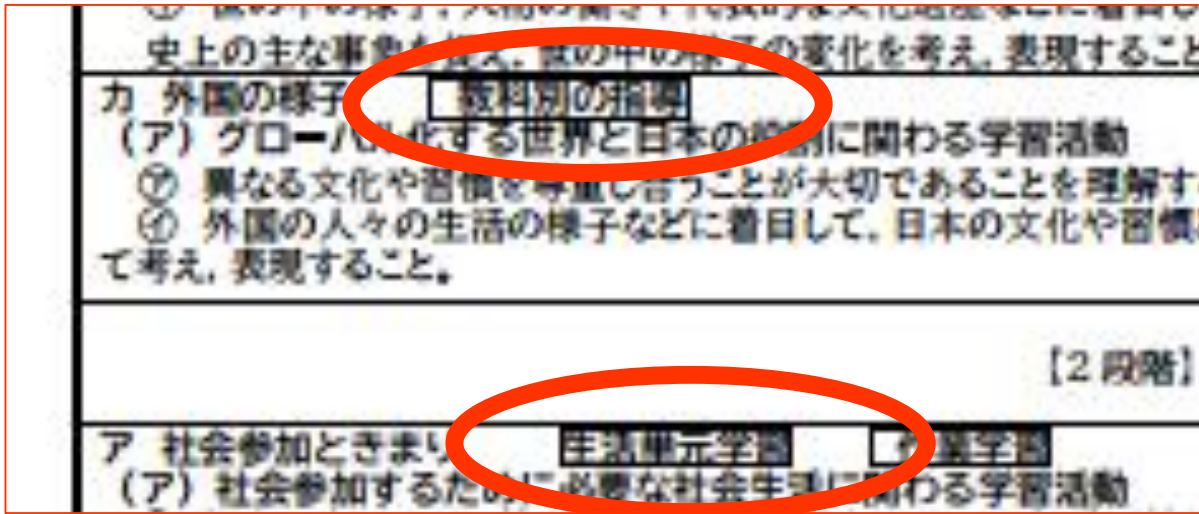 史上の主な事象を捉え，世の中の様子の変化を考え，表現すること
カ 外国の様子 教科別の指導
（ア）グローバル化する世界と日本の役割に関わる学習活動
㋐ 異なる文化や習慣を尊重し合うことが大切であることを理解す
㋑ 外国の人々の生活の様子などに着目して，日本の文化や習慣
て考え，表現すること。
【2 段階】
ア 社会参加ときまり 生活単元学習 作業学習
（ア）社会参加するために必要な社会生活に関わる学習活動